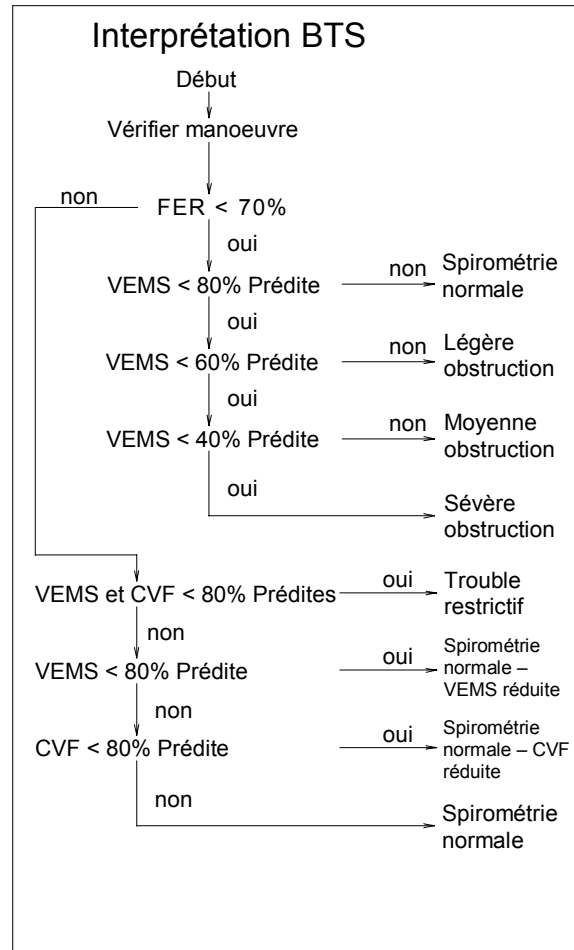 Interprétation BTS
Début
Vérifier manoeuvre
non
FER < 70%
oui
VEMS < 80% Prédite
non
Spirométrie
normale
oui
VEMS < 60% Prédite
non
Légère
obstruction
oui
VEMS < 40% Prédite
non
Moyenne
obstruction
oui
Sévère
obstruction
VEMS et CVF < 80% Prédites
oui
Trouble
restrictif
non
VEMS < 80% Prédite
oui
Spirométrie
normale –
VEMS réduite
non
CVF < 80% Prédite
oui
Spirométrie
normale – CVF
réduite
non
Spirométrie
normale